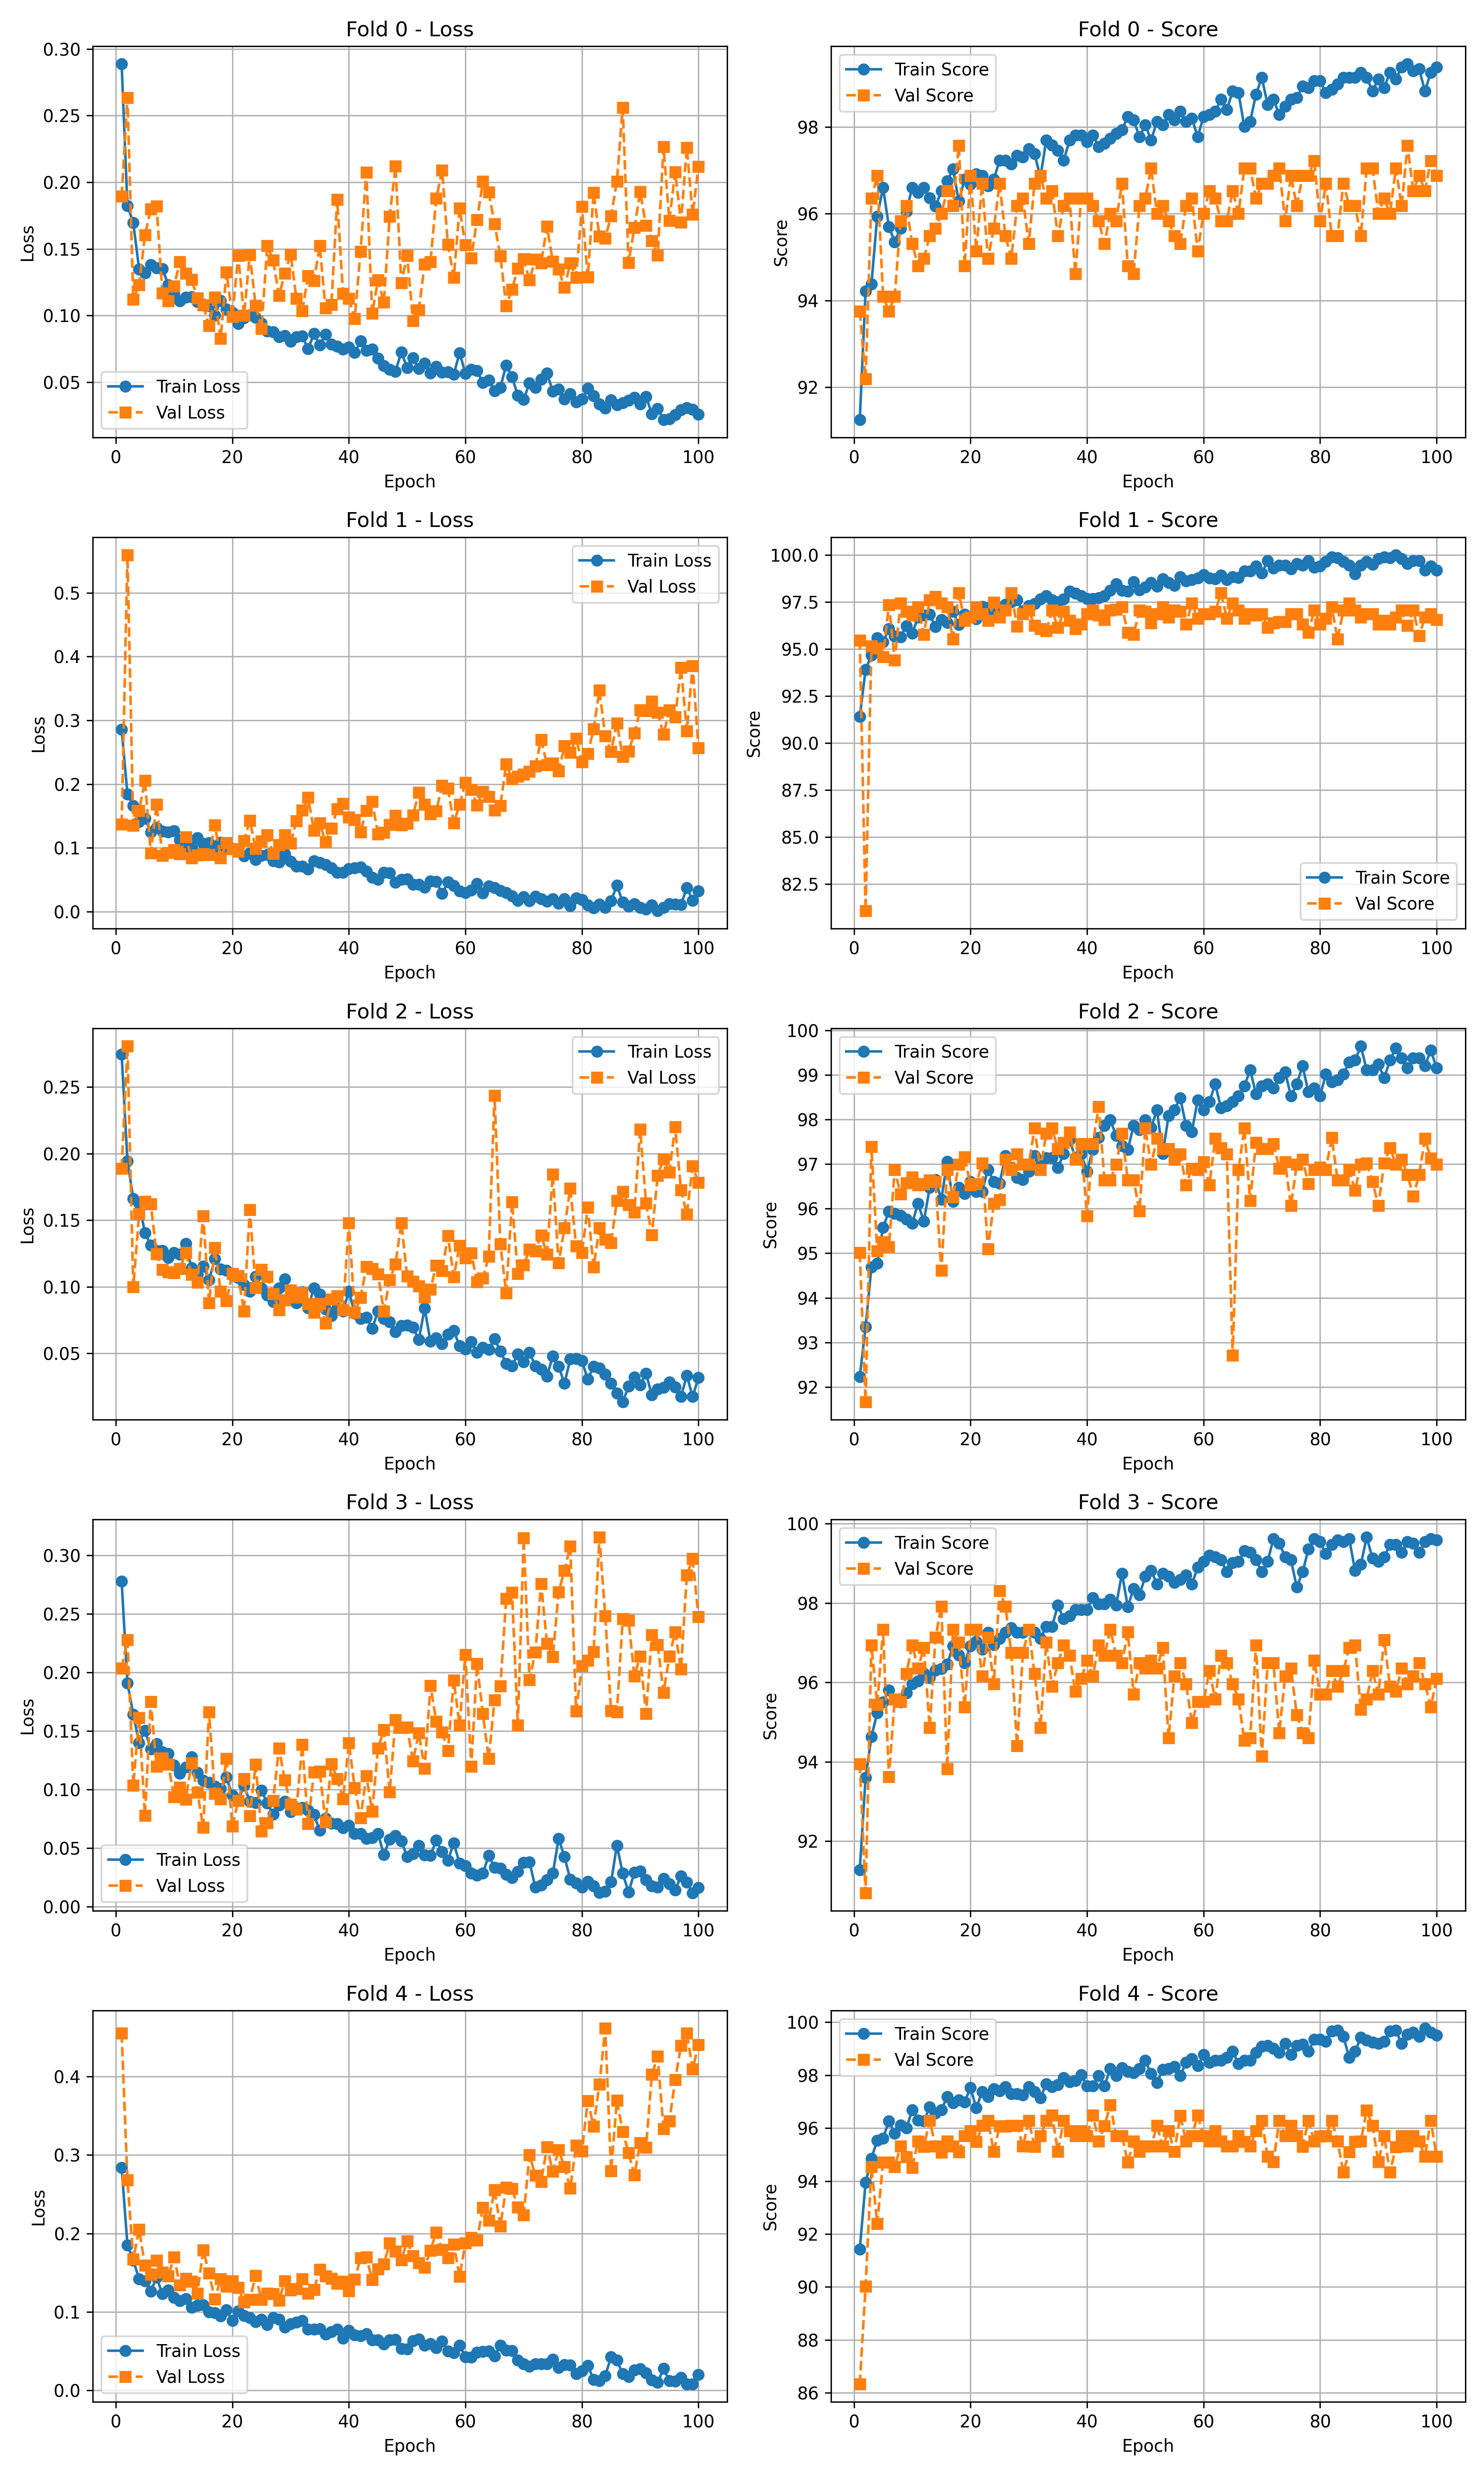 Fold 0 - Loss
0.30
0.25
0.20
0.15
0.10
0.05
Loss
Train Loss
Val Loss
0 20 40 60 80 100
Epoch
Fold 0 - Score
98
96
94
92
Score
Train Score
Val Score
0 20 40 60 80 100
Epoch
Fold 1 - Loss
0.5
0.4
0.3
0.2
0.1
0.0
Loss
Train Loss
Val Loss
0 20 40 60 80 100
Epoch
Fold 1 - Score
100.0
97.5
95.0
92.5
90.0
87.5
85.0
82.5
Score
Train Score
Val Score
0 20 40 60 80 100
Epoch
Fold 2 - Loss
0.25
0.20
0.15
0.10
0.05
Loss
Train Loss
Val Loss
0 20 40 60 80 100
Epoch
Fold 2 - Score
100
99
98
97
96
95
94
93
92
Score
Train Score
Val Score
0 20 40 60 80 100
Epoch
Fold 3 - Loss
0.30
0.25
0.20
0.15
0.10
0.05
0.00
Loss
Train Loss
Val Loss
0 20 40 60 80 100
Epoch
Fold 3 - Score
100
98
96
94
92
Score
Train Score
Val Score
0 20 40 60 80 100
Epoch
Fold 4 - Loss
0.4
0.3
0.2
0.1
0.0
Loss
Train Loss
Val Loss
0 20 40 60 80 100
Epoch
Fold 4 - Score
100
98
96
94
92
90
88
86
Score
Train Score
Val Score
0 20 40 60 80 100
Epoch